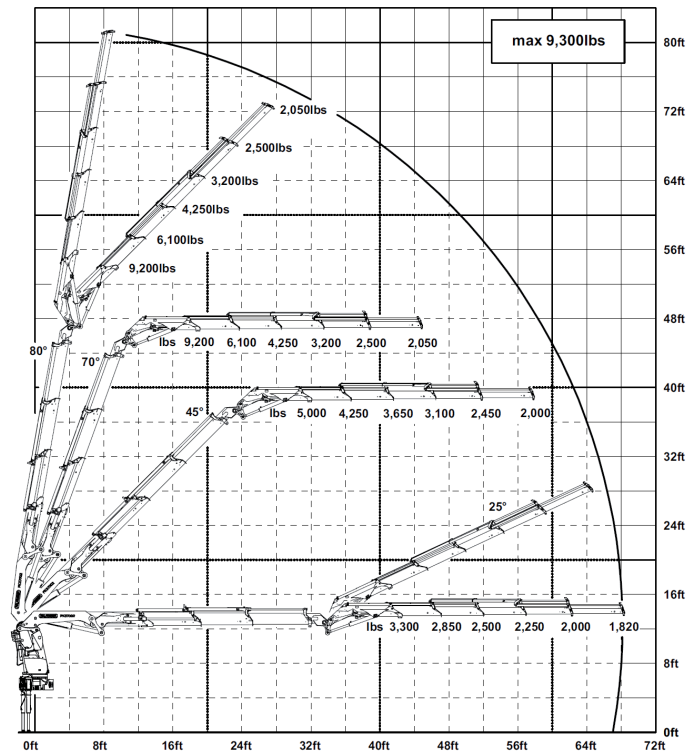 max 9,300lbs
80ft
72ft
64ft
56ft
48ft
40ft
32ft
24ft
16ft
8ft
0ft
2,050lbs
2,500lbs
3,200lbs
4,250lbs
6,100lbs
9,200lbs
80°
70°
lbs 9,200 6,100 4,250 3,200 2,500 2,050
45°
lbs 5,000 4,250 3,650 3,100 2,450 2,000
25°
lbs 3,300 2,850 2,500 2,250 2,000 1,820
0ft 8ft 16ft 24ft 32ft 40ft 48ft 56ft 64ft 72ft